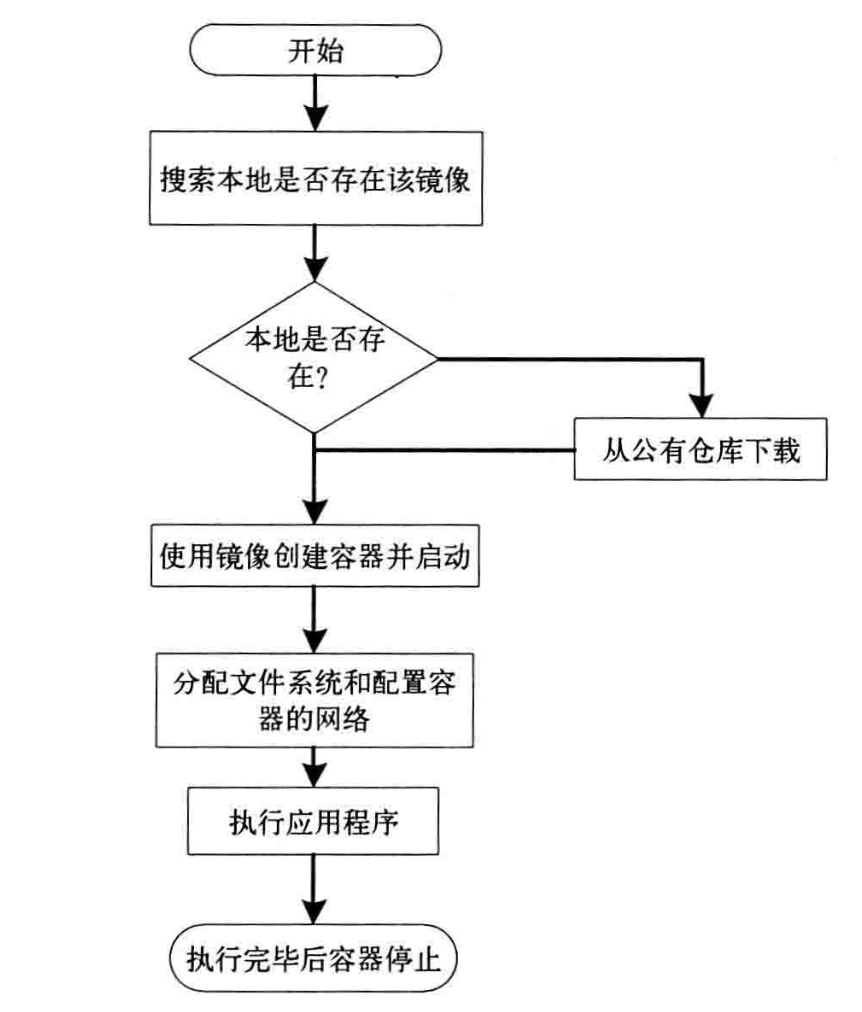 开始
搜索本地是否存在该镜像
本地是否存
在?
从公有仓库下载
使用镜像创建容器并启动
分配文件系统和配置容
器的网络
执行应用程序
执行完毕后容器停止